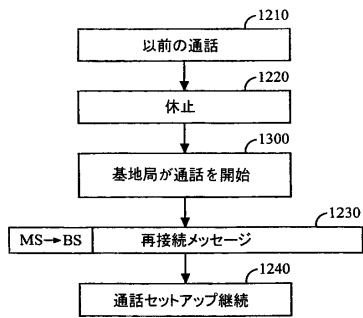 1210
以前の通話
1220
休止
1300
基地局が通話を開始
1230
MS→BS 再接続メッセージ
1240
通話セットアップ継続